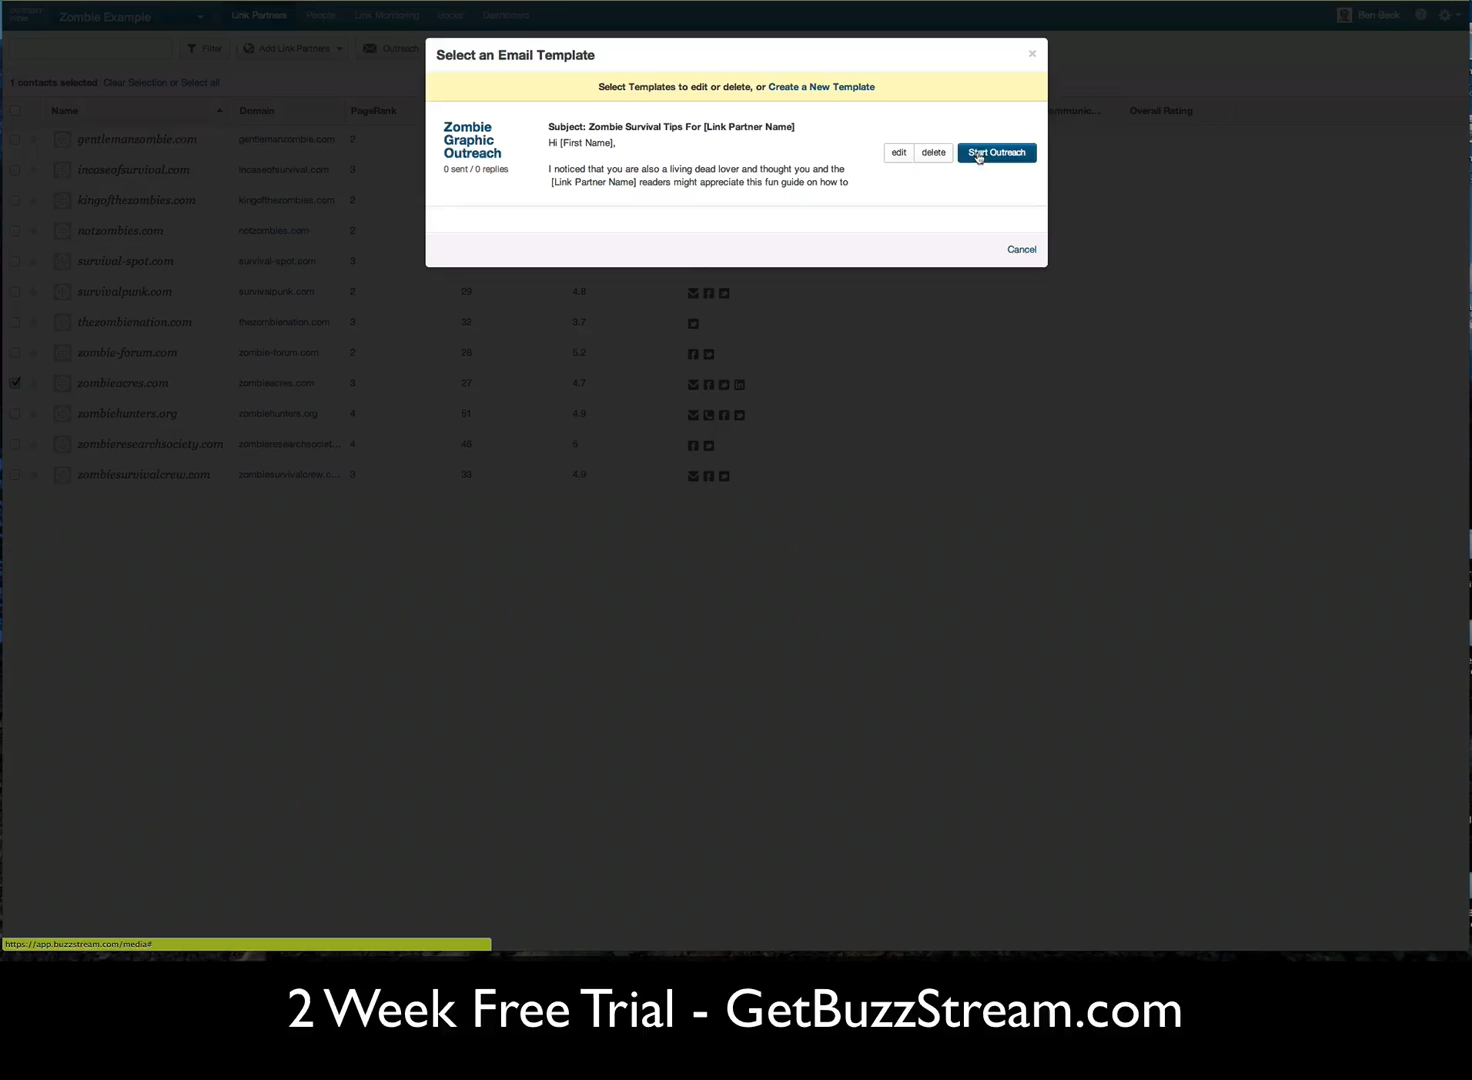 Zombie Example
Link Partners People Link Monitoring Dashboard
Ben Beck
Filter Add Link Partners Outreach
1 contacts selected Clear Selection or Select all
Name Domain PageRank Overall Rating
Select an Email Template ×
Select Templates to edit or delete, or Create a New Template
Zombie Graphic Outreach
0 sent / 0 replies
Subject: Zombie Survival Tips For [Link Partner Name]
Hi [First Name],
I noticed that you are also a living dead lover and thought you and the
[Link Partner Name] readers might appreciate this fun guide on how to
edit delete Start Outreach
Cancel
gentlemanzombie.com gentlemanzombie.com 2
incaseofsurvival.com incaseofsurvival.com 3
kingofthezombies.com kingofthezombies.com 2
notzombies.com notzombies.com 2
survival-spot.com survival-spot.com 3
survivalpunk.com survivalpunk.com 2 29 4.8
thezombienation.com thezombienation.com 3 32 3.7
zombie-forum.com zombie-forum.com 2 28 5.2
zombieacres.com zombieacres.com 3 27 4.7
zombiehunters.org zombiehunters.org 4 51 4.9
zombieresearchsociety.com zombieresearchsociet... 4 46 5
zombiesurvivalcrew.com zombiesurvivalcrew.c... 3 33 4.9
https://app.buzzstream.com/media#
2 Week Free Trial - GetBuzzStream.com